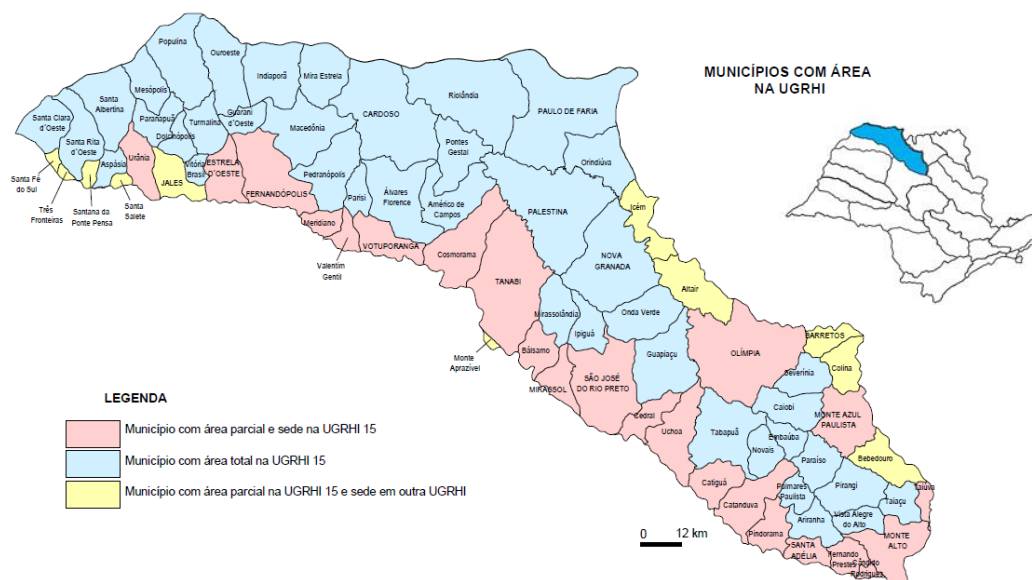 MUNICÍPIOS COM ÁREA
NA UGRHI
Populina
Ouroeste
Mesópolis
Indiaporã
Mira Estrela
Santa
Albertina
Santa Clara
d´Oeste
Paranapuã
Dolcinópolis
Turmalina
Guarani
d´Oeste
Macedônia
CARDOSO
Riolândia
PAULO DE FARIA
Santa Rita
d´Oeste
Aspásia
Urânia
JALES
Vitória
Brasil
ESTRELA
D´OESTE
FERNANDÓPOLIS
Pedranópolis
Pontes
Gestal
Orindiúva
Santa Fé
do Sul
Três
Fronteiras
Santana da
Ponte Pensa
Santa
Salete
Meridiano
Parisi
Álvares
Florence
Américo de
Campos
PALESTINA
Icém
Valentim
Gentil
VOTUPORANGA
Cosmorama
TANABI
NOVA
GRANADA
Altair
Mirassolândia
Ipiguá
Onda Verde
Monte
Aprazível
Bálsamo
MIRASSOL
SÃO JOSÉ
DO RIO PRETO
Guapiaçu
OLÍMPIA
BARRETOS
Colina
Severínia
Cedral
Uchoa
Tabapuã
Caiobi
MONTE AZUL
PAULISTA
Embaúba
Novais
Paraíso
Bebedouro
Catiguá
Catanduva
Palmares
Paulista
Pirangi
Taiaçu
Taiúva
Pindorama
Ariranha
Vista Alegre
do Alto
MONTE
ALTO
SANTA
ADÉLIA
Fernando
Prestes
Cândido
Rodrigues
LEGENDA
Município com área parcial e sede na UGRHI 15
Município com área total na UGRHI 15
Município com área parcial na UGRHI 15 e sede em outra UGRHI
0 12 km